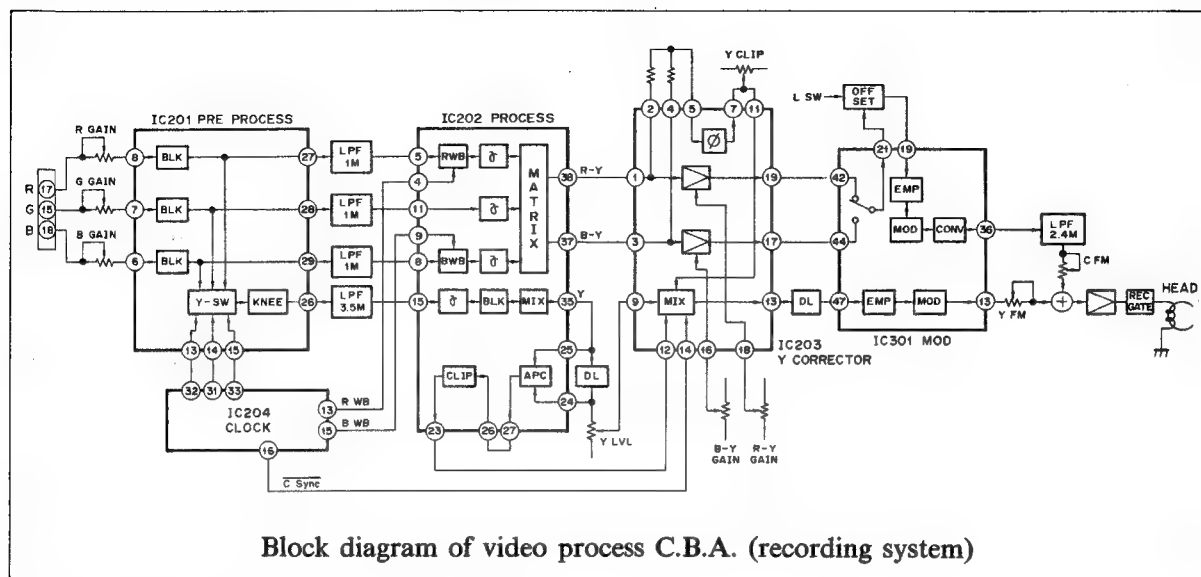 IC201 PRE PROCESS
R GAIN
G GAIN
B GAIN
R 17
G 15
B 18
8 BLK 27
7 BLK 28
6 BLK 29
Y-SW KNEE 26
13 14 15
32 31 33
IC204
CLOCK
13 R WB
15 B WB
16
C Sync
LPF
1M
LPF
1M
LPF
1M
LPF
3.5M
IC202 PROCESS
5 RWB
4
11
9
8 BWB
15 BLK MIX 35 Y
MATRIX
38 R-Y
37 B-Y
25
CLIP APC DL
24
23 26 27
Y LVL
Y CLIP
2 4 5 7 11
Ø
1 19
3 17
9 MIX 13 DL
12 14 16 18
IC203
Y CORRECTOR
B-Y
GAIN
R-Y
GAIN
L SW
OFF
SET
21 19
42
44
EMP
MOD CONV 36
47 EMP MOD 13
IC301 MOD
LPF
2.4M
C FM
Y FM
+
REC
GATE
HEAD
Block diagram of video process C.B.A. (recording system)